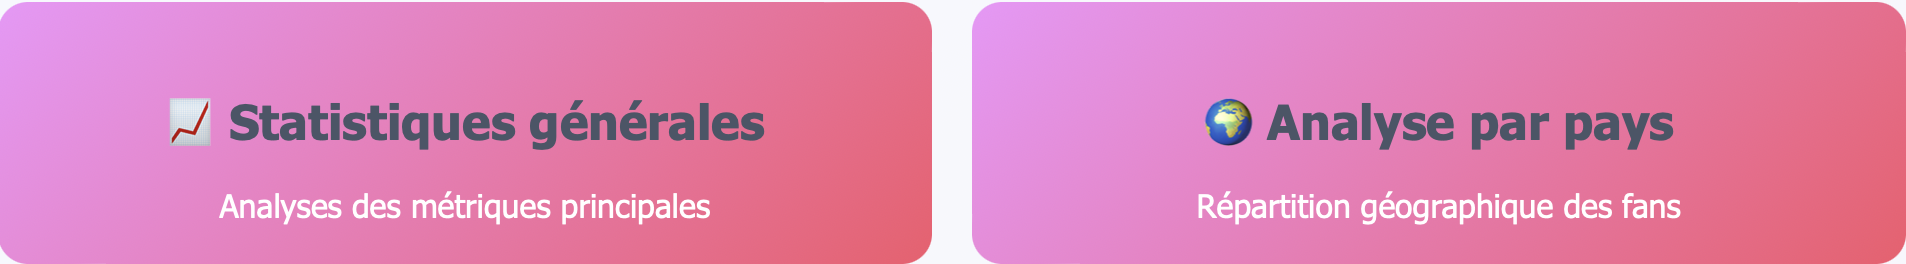 Statistiques générales
Analyses des métriques principales
Analyse par pays
Répartition géographique des fans